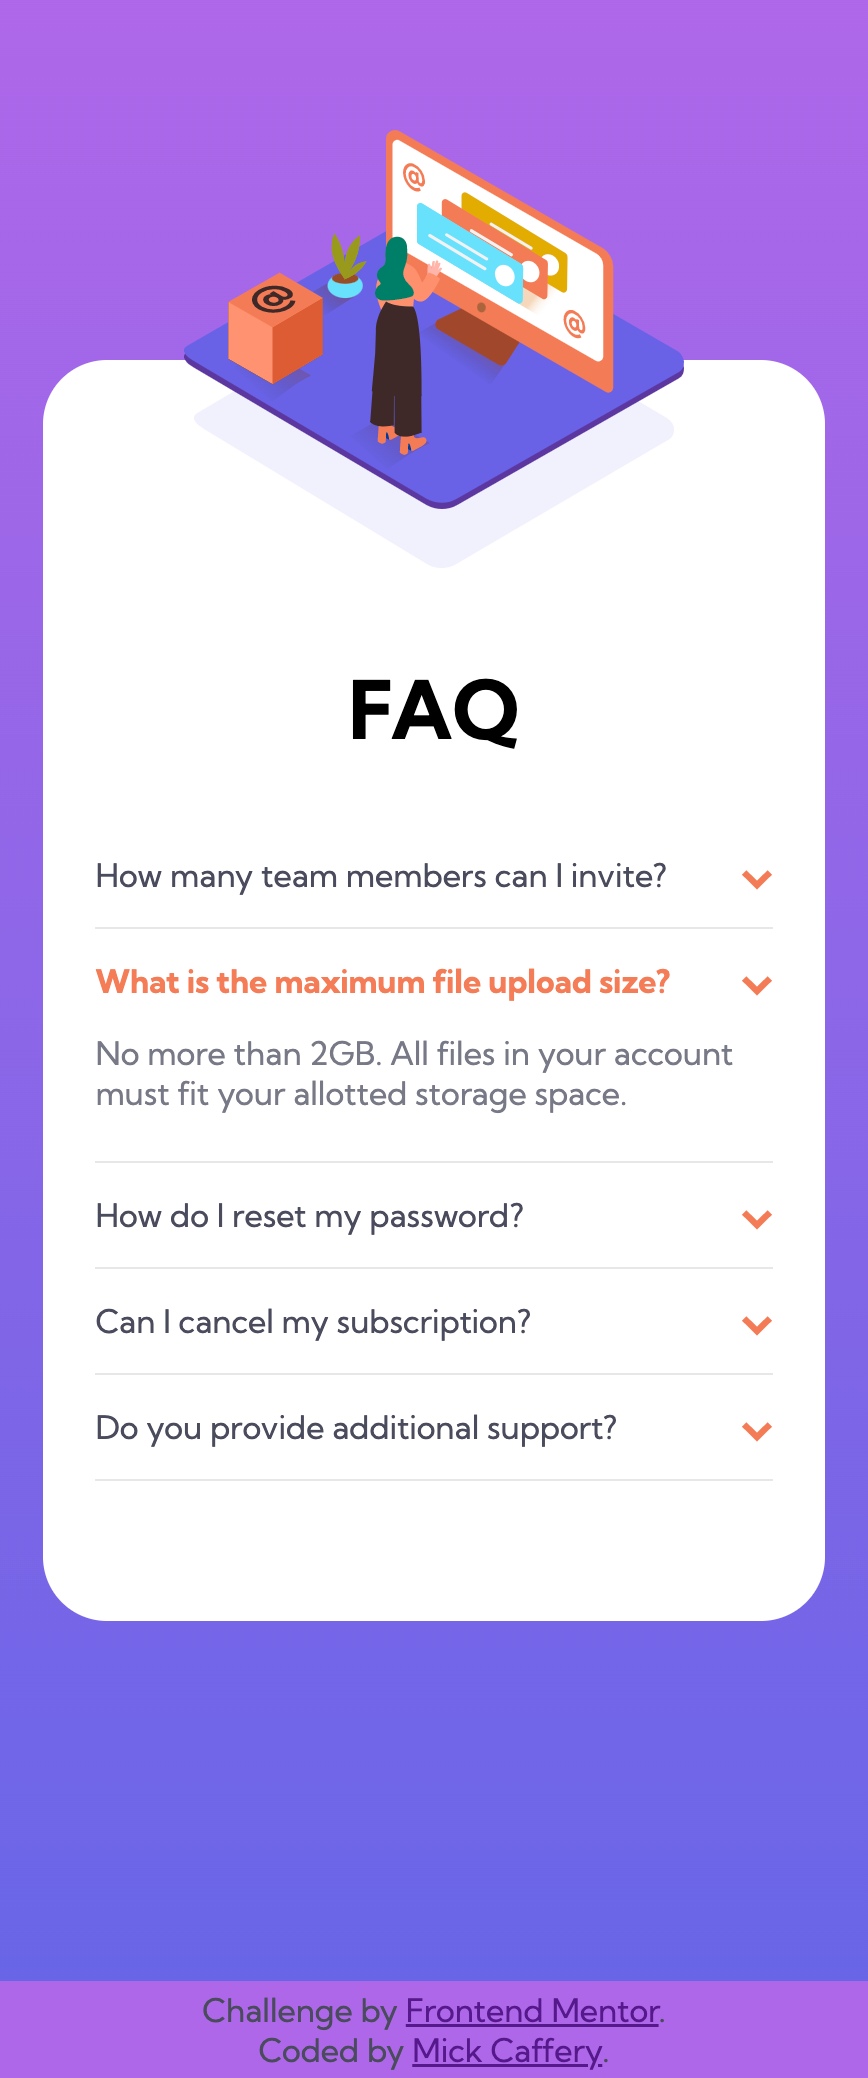 @
@
@
FAQ
How many team members can I invite?
What is the maximum file upload size?
No more than 2GB. All files in your account
must fit your allotted storage space.
How do I reset my password?
Can I cancel my subscription?
Do you provide additional support?
Challenge by Frontend Mentor.
Coded by Mick Caffery.